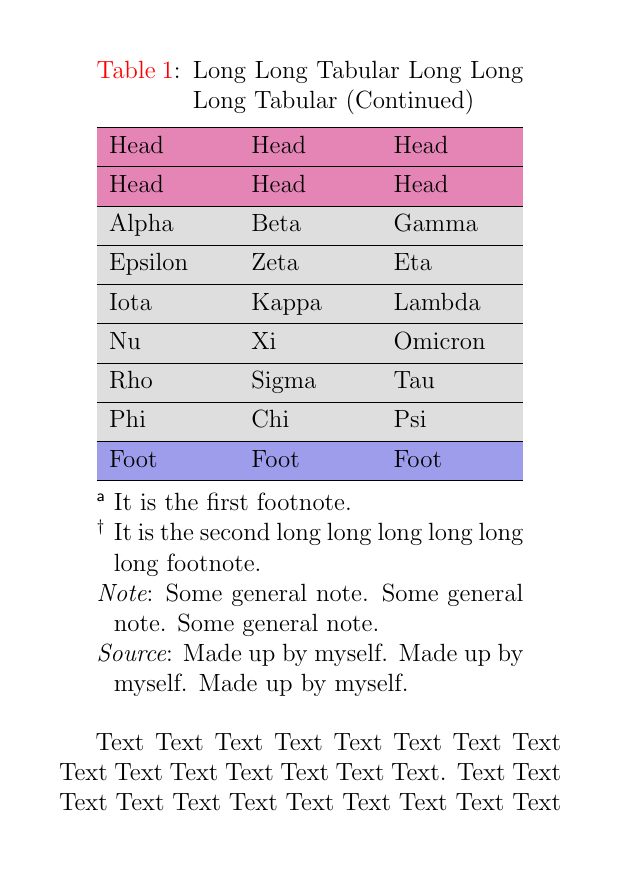 Table 1: Long Long Tabular Long Long
Long Tabular (Continued)
Head Head Head
Head Head Head
Alpha Beta Gamma
Epsilon Zeta Eta
Iota Kappa Lambda
Nu Xi Omicron
Rho Sigma Tau
Phi Chi Psi
Foot Foot Foot
a It is the first footnote.
† It is the second long long long long long
long footnote.
Note: Some general note. Some general
note. Some general note.
Source: Made up by myself. Made up by
myself. Made up by myself.
Text Text Text Text Text Text Text Text
Text Text Text Text Text Text Text. Text Text
Text Text Text Text Text Text Text Text Text